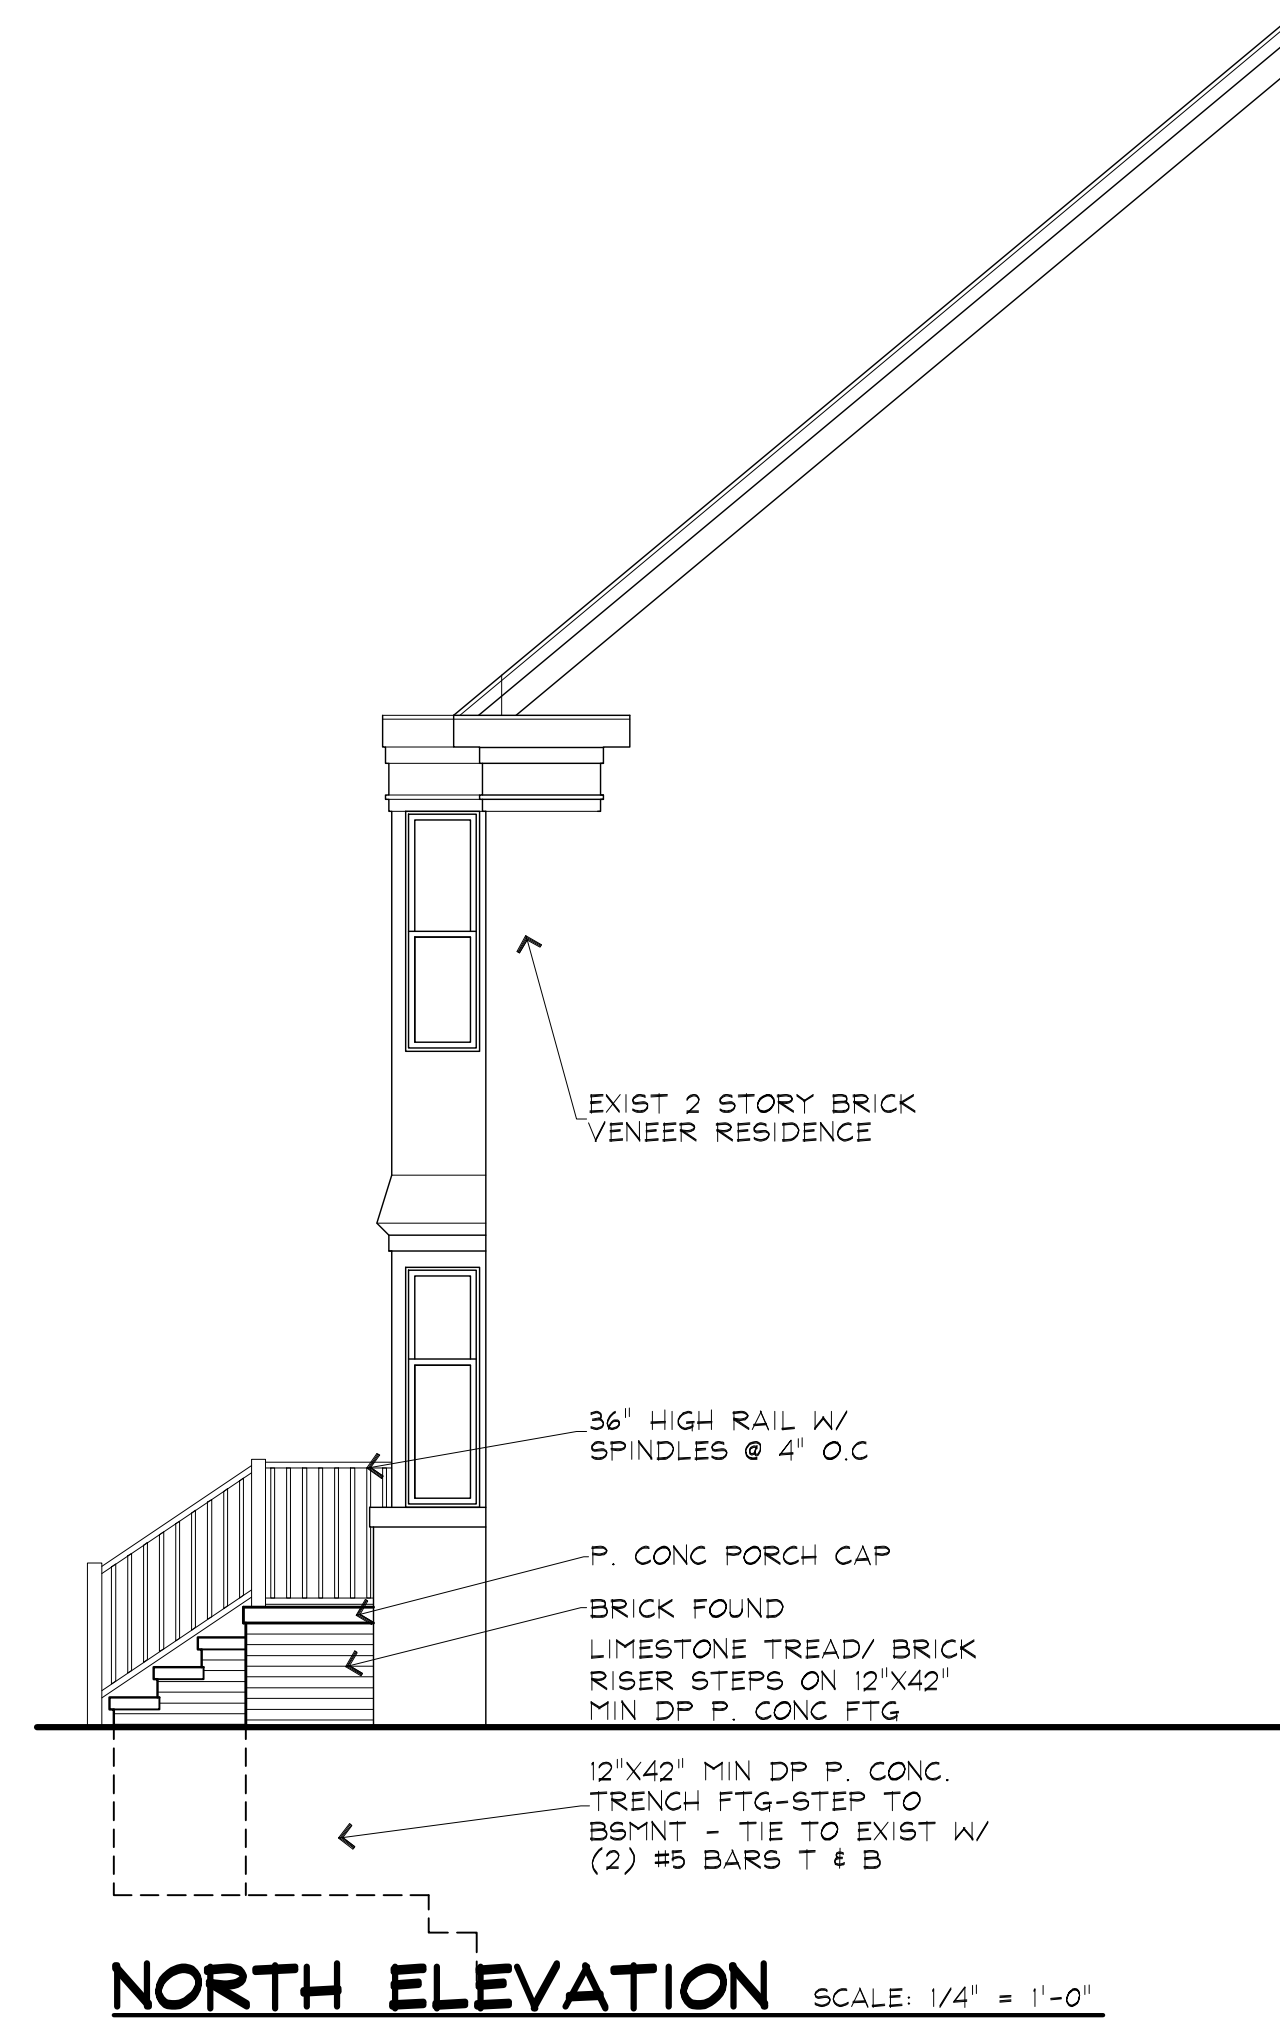 EXIST 2 STORY BRICK
VENEER RESIDENCE
36" HIGH RAIL W/
SPINDLES @ 4" O.C
P. CONC PORCH CAP
BRICK FOUND
LIMESTONE TREAD/ BRICK
RISER STEPS ON 12"X42"
MIN DP P. CONC FTG
12"X42" MIN DP P. CONC.
TRENCH FTG-STEP TO
BSMNT - TIE TO EXIST W/
(2) #5 BARS T & B
NORTH ELEVATION SCALE: 1/4" = 1'-0"